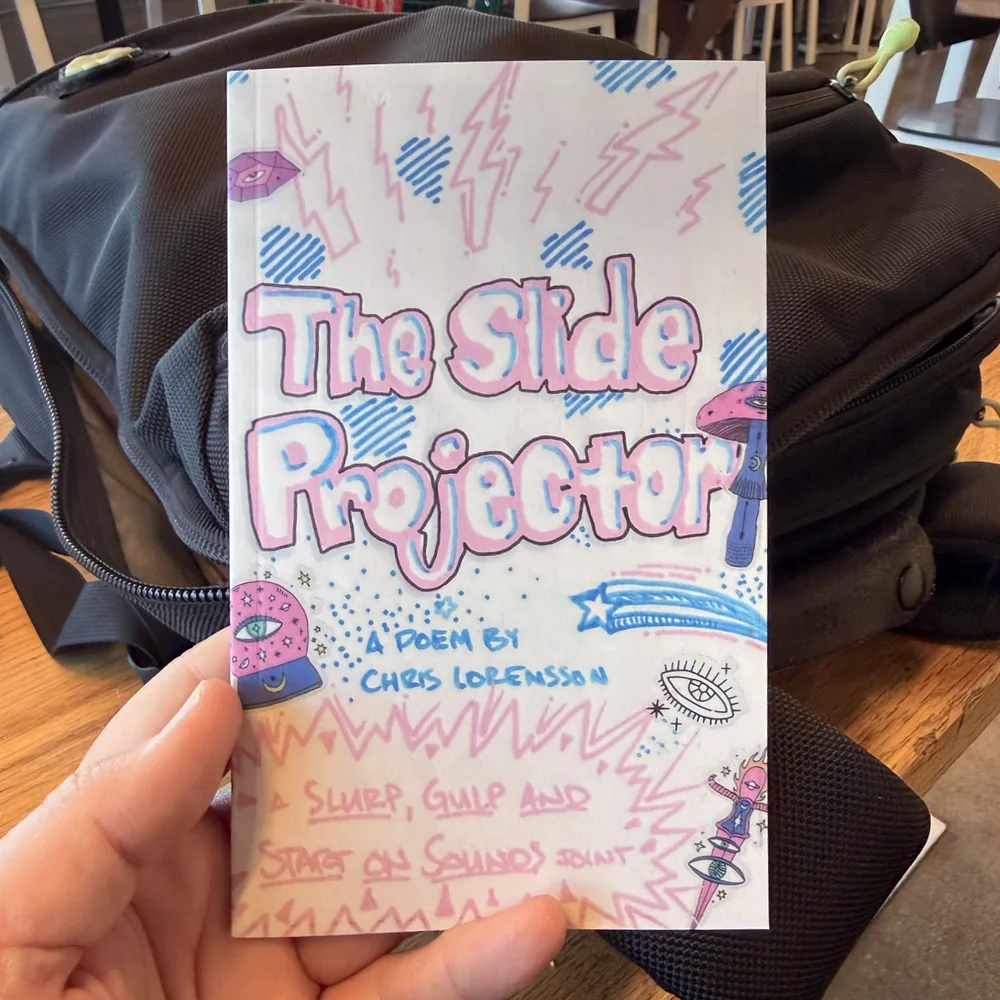 The Slide
Projector
A POEM BY
CHRIS LORENSSON
A SLURP, GULP AND
START ON SOUNDS JOINT